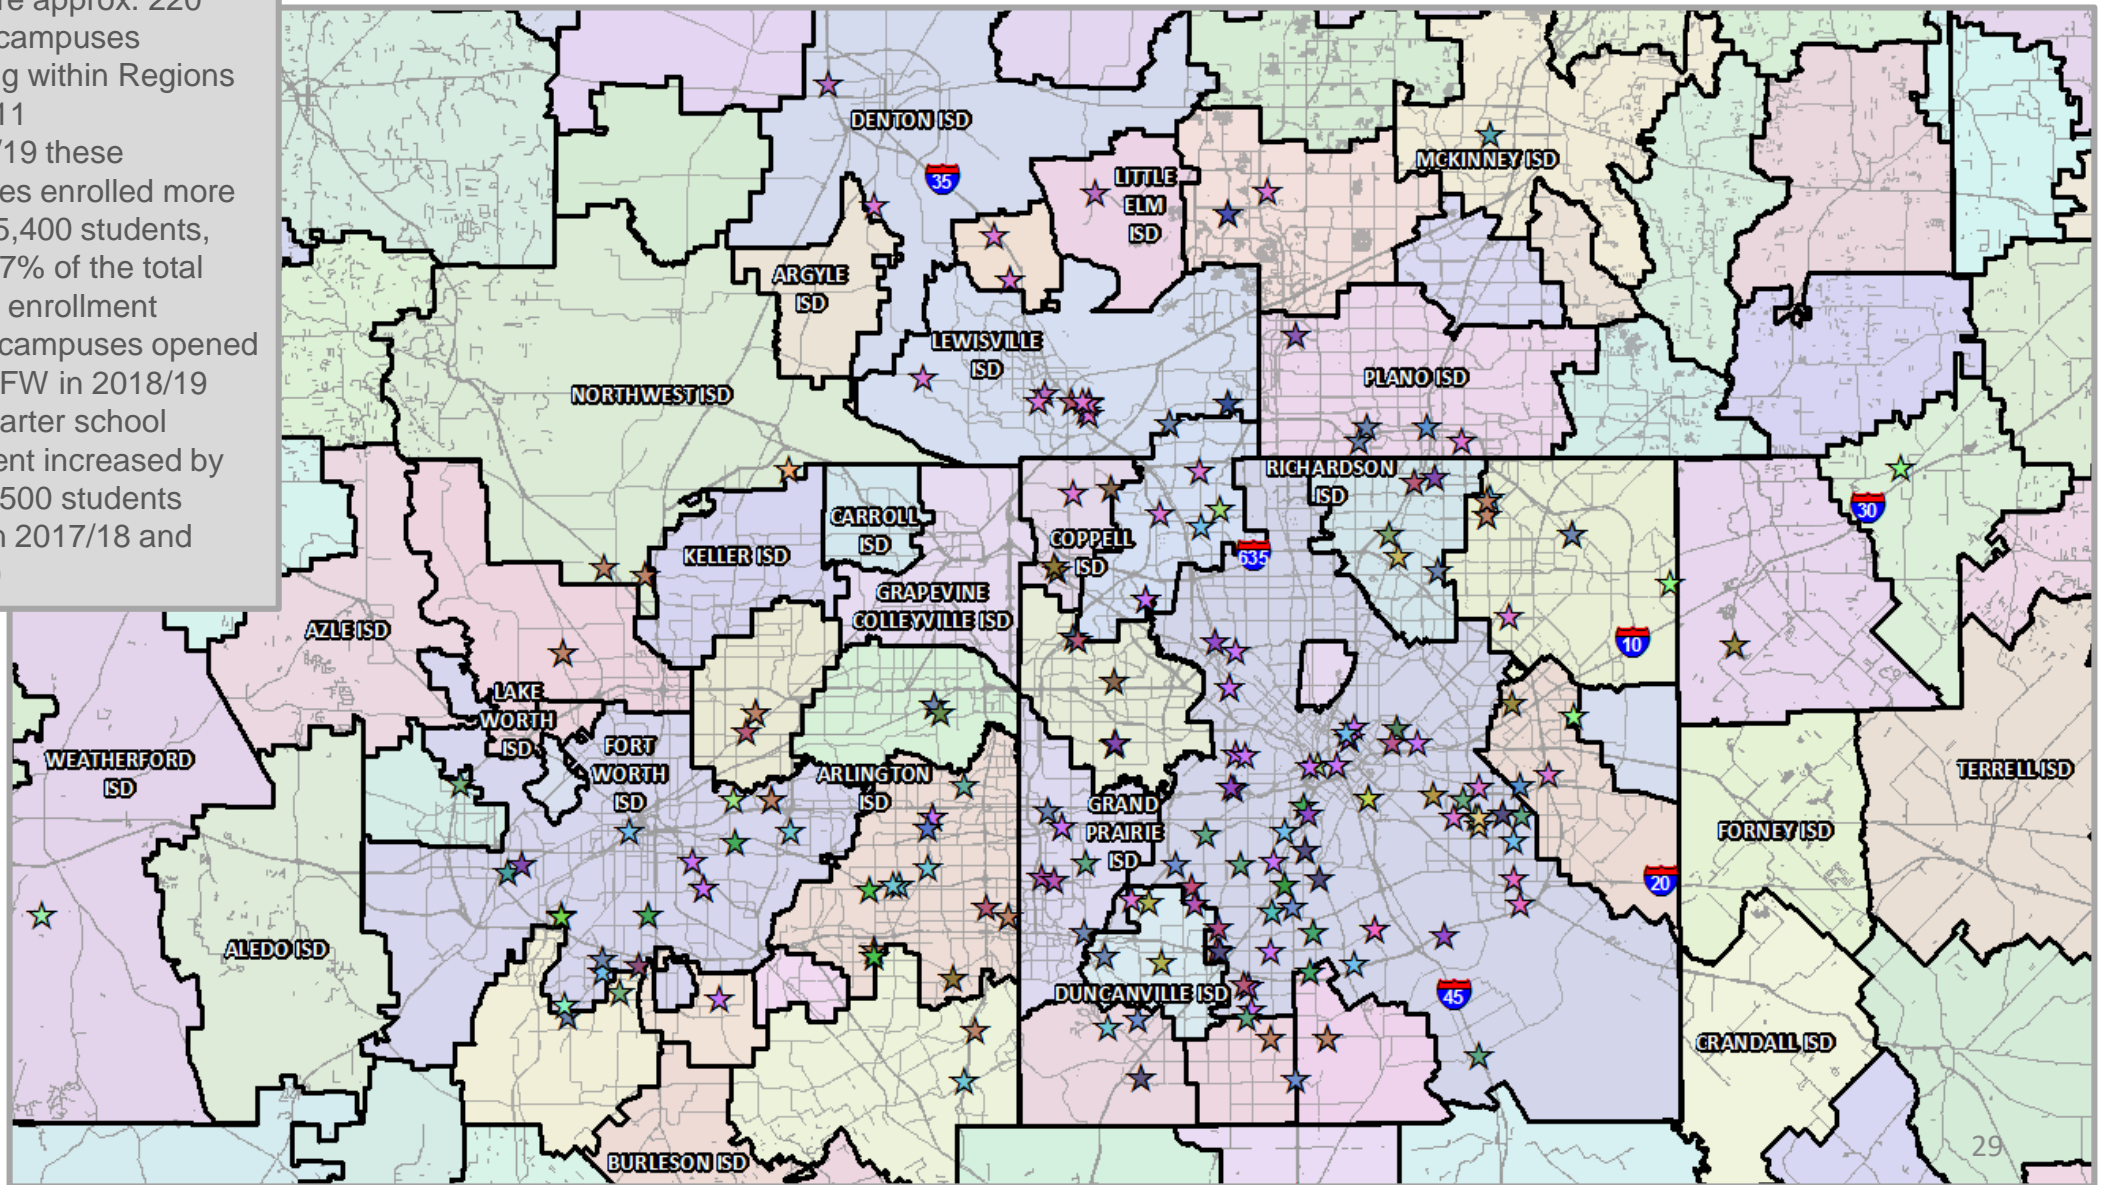 re approx. 220
campuses
g within Regions
11
/19 these
es enrolled more
5,400 students,
7% of the total
enrollment
campuses opened
FW in 2018/19
arter school
ent increased by
500 students
n 2017/18 and
DENTON ISD
35
LITTLE
ELM
ISD
MCKINNEY ISD
ARGYLE
ISD
LEWISVILLE
ISD
NORTHWEST ISD
PLANO ISD
RICHARDSON
ISD
30
CARROLL
ISD
KELLER ISD
COPPELL
ISD
635
GRAPEVINE
COLLEYVILLE ISD
AZLE ISD
10
LAKE
WORTH
ISD
FORT
WORTH
ISD
WEATHERFORD
ISD
ARLINGTON
ISD
GRAND
PRAIRIE
ISD
TERRELL ISD
FORNEY ISD
20
ALEDO ISD
DUNCANVILLE ISD
45
CRANDALL ISD
BURLESON ISD
29